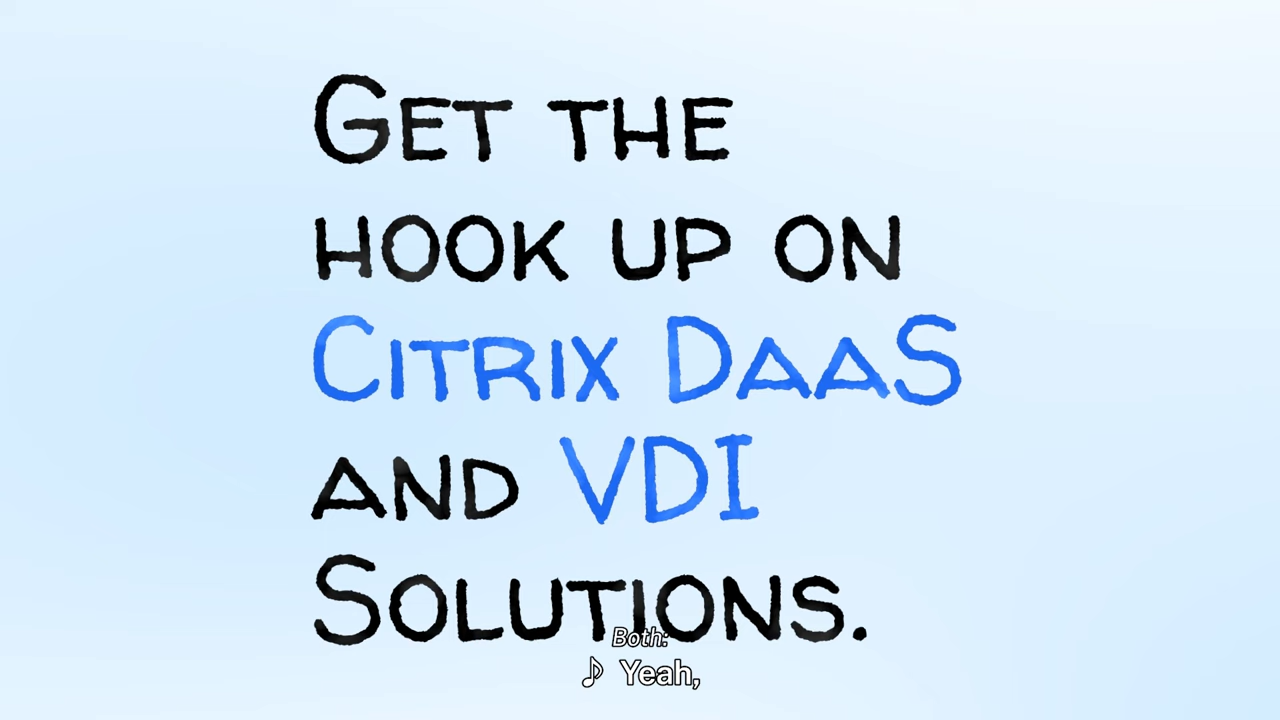 Get the
hook up on
Citrix DaaS
and VDI
Solutions.
Both:
♪ Yeah,